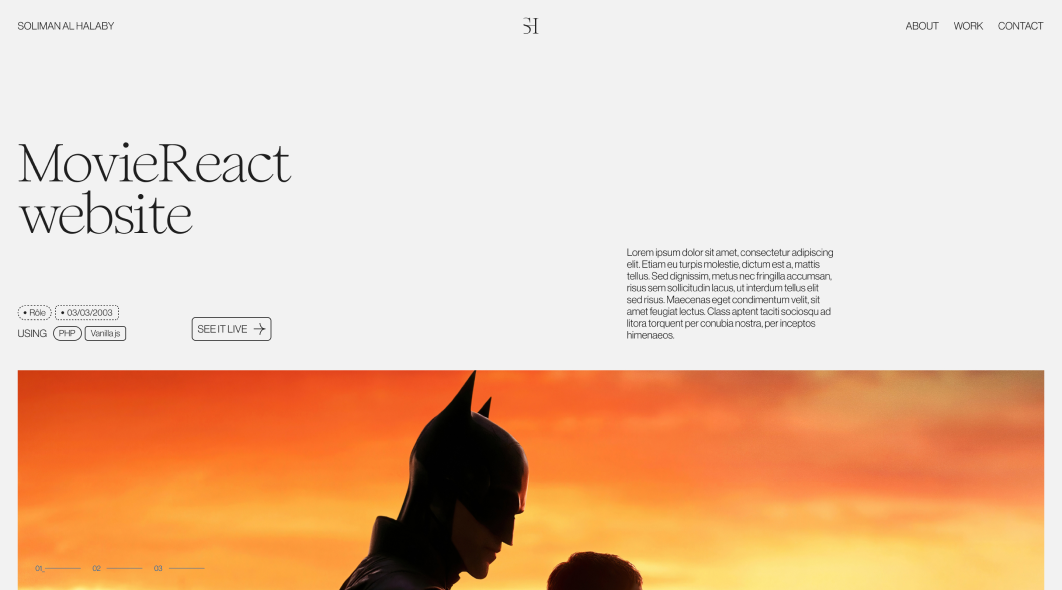 SOLIMAN AL HALABY
SH
ABOUT WORK CONTACT
MovieReact
website
Lorem ipsum dolor sit amet, consectetur adipiscing
elit. Etiam eu turpis molestie, dictum est a, mattis
tellus. Sed dignissim, metus nec fringilla accumsan,
risus sem sollicitudin lacus, ut interdum tellus elit
sed risus. Maecenas eget condimentum velit, sit
amet feugiat lectus. Class aptent taciti sociosqu ad
litora torquent per conubia nostra, per inceptos
himenaeos.
• Rôle • 03/03/2003
USING PHP Vanilla js
SEE IT LIVE
01_ 02 03